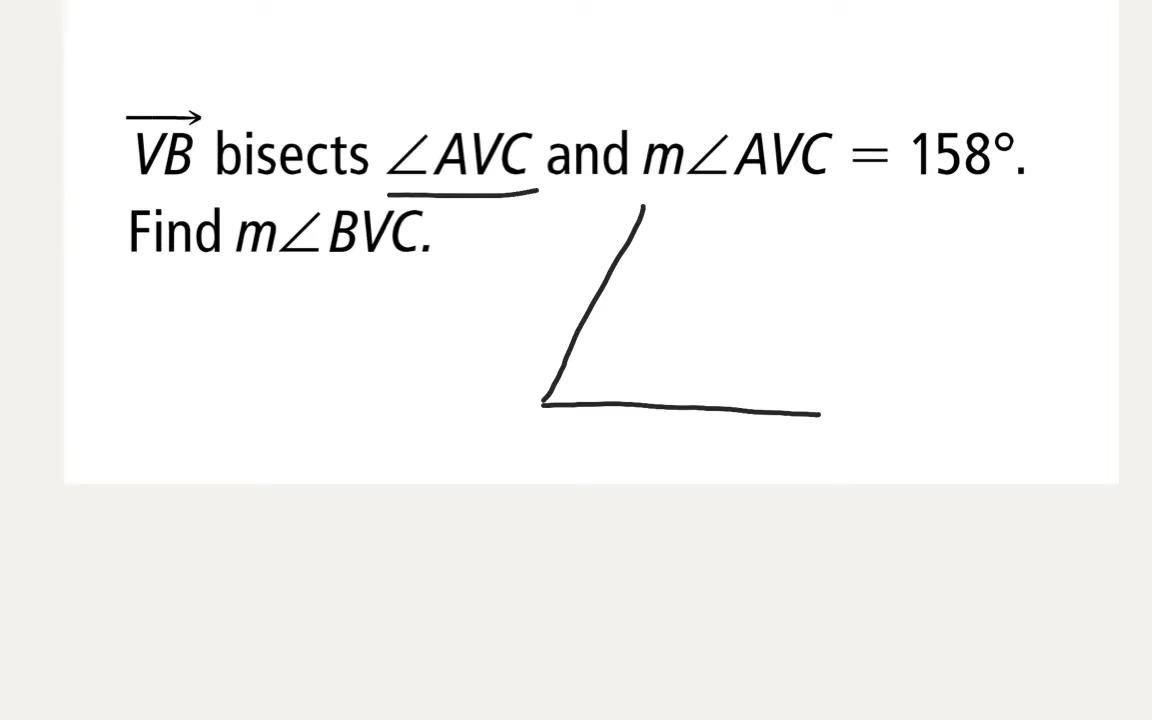 VB bisects ∠AVC and m∠AVC = 158°.
Find m∠BVC.